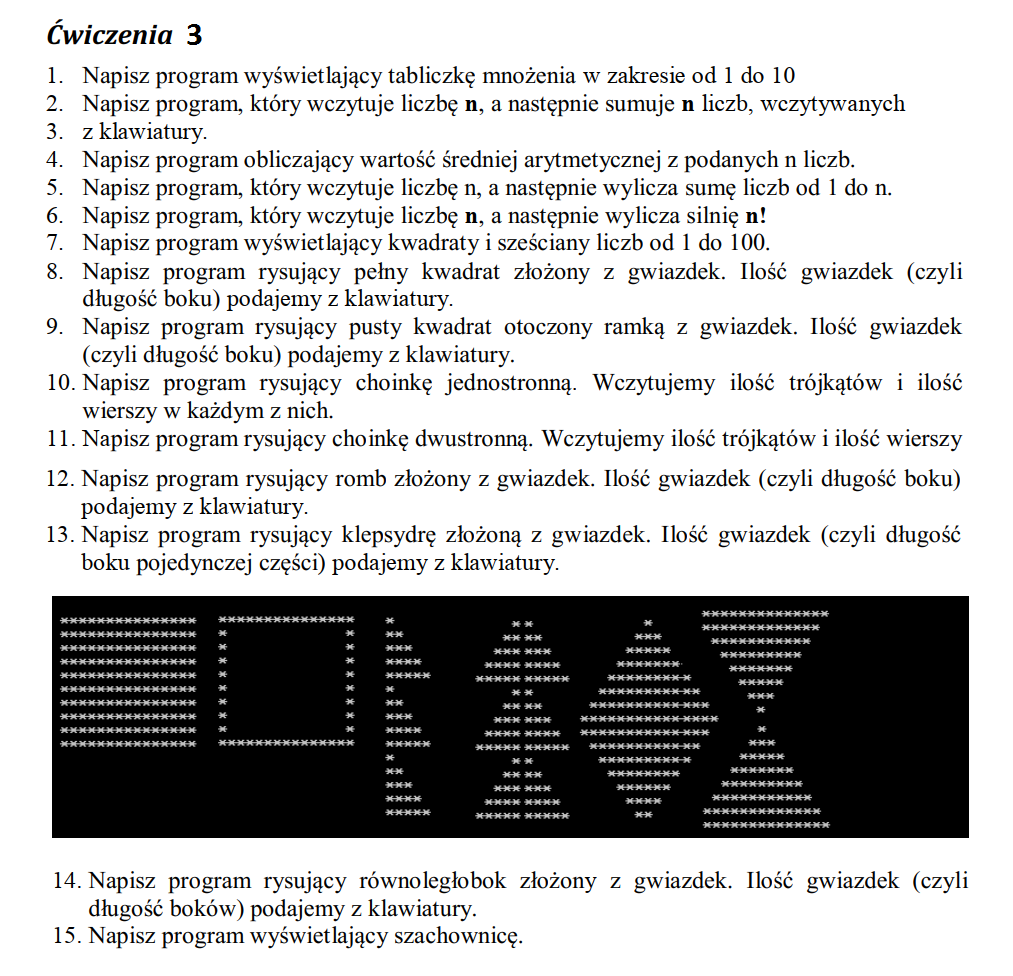 Ćwiczenia 3
1. Napisz program wyświetlający tabliczkę mnożenia w zakresie od 1 do 10
2. Napisz program, który wczytuje liczbę n, a następnie sumuje n liczb, wczytywanych
3. z klawiatury.
4. Napisz program obliczający wartość średniej arytmetycznej z podanych n liczb.
5. Napisz program, który wczytuje liczbę n, a następnie wylicza sumę liczb od 1 do n.
6. Napisz program, który wczytuje liczbę n, a następnie wylicza silnię n!
7. Napisz program wyświetlający kwadraty i sześciany liczb od 1 do 100.
8. Napisz program rysujący pełny kwadrat złożony z gwiazdek. Ilość gwiazdek (czyli
długość boku) podajemy z klawiatury.
9. Napisz program rysujący pusty kwadrat otoczony ramką z gwiazdek. Ilość gwiazdek
(czyli długość boku) podajemy z klawiatury.
10. Napisz program rysujący choinkę jednostronną. Wczytujemy ilość trójkątów i ilość
wierszy w każdym z nich.
11. Napisz program rysujący choinkę dwustronną. Wczytujemy ilość trójkątów i ilość wierszy
12. Napisz program rysujący romb złożony z gwiazdek. Ilość gwiazdek (czyli długość boku)
podajemy z klawiatury.
13. Napisz program rysujący klepsydrę złożoną z gwiazdek. Ilość gwiazdek (czyli długość
boku pojedynczej części) podajemy z klawiatury.
14. Napisz program rysujący równoległobok złożony z gwiazdek. Ilość gwiazdek (czyli
długość boków) podajemy z klawiatury.
15. Napisz program wyświetlający szachownicę.